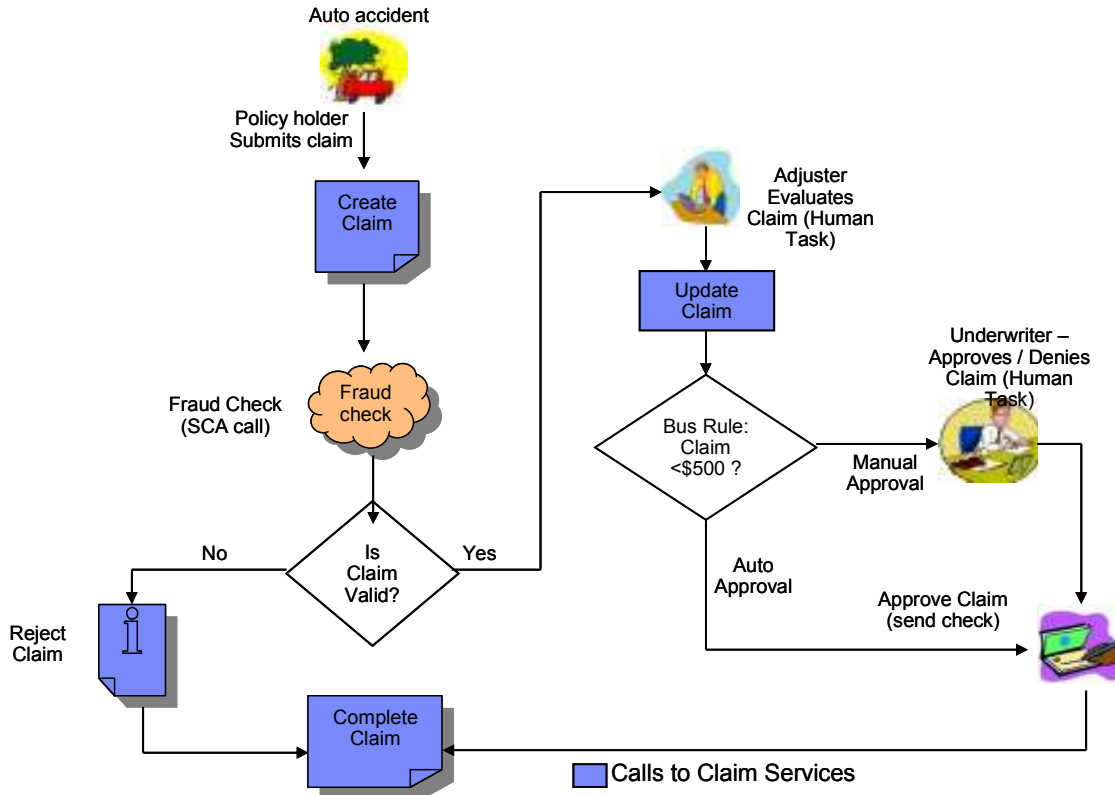 Auto accident
Policy holder
Submits claim
Create
Claim
Fraud Check
(SCA call)
Fraud
check
Is
Claim
Valid?
No
Yes
Reject
Claim
Complete
Claim
Adjuster
Evaluates
Claim (Human
Task)
Update
Claim
Bus Rule:
Claim
<$500 ?
Manual
Approval
Auto
Approval
Underwriter –
Approves / Denies
Claim (Human
Task)
Approve Claim
(send check)
Calls to Claim Services